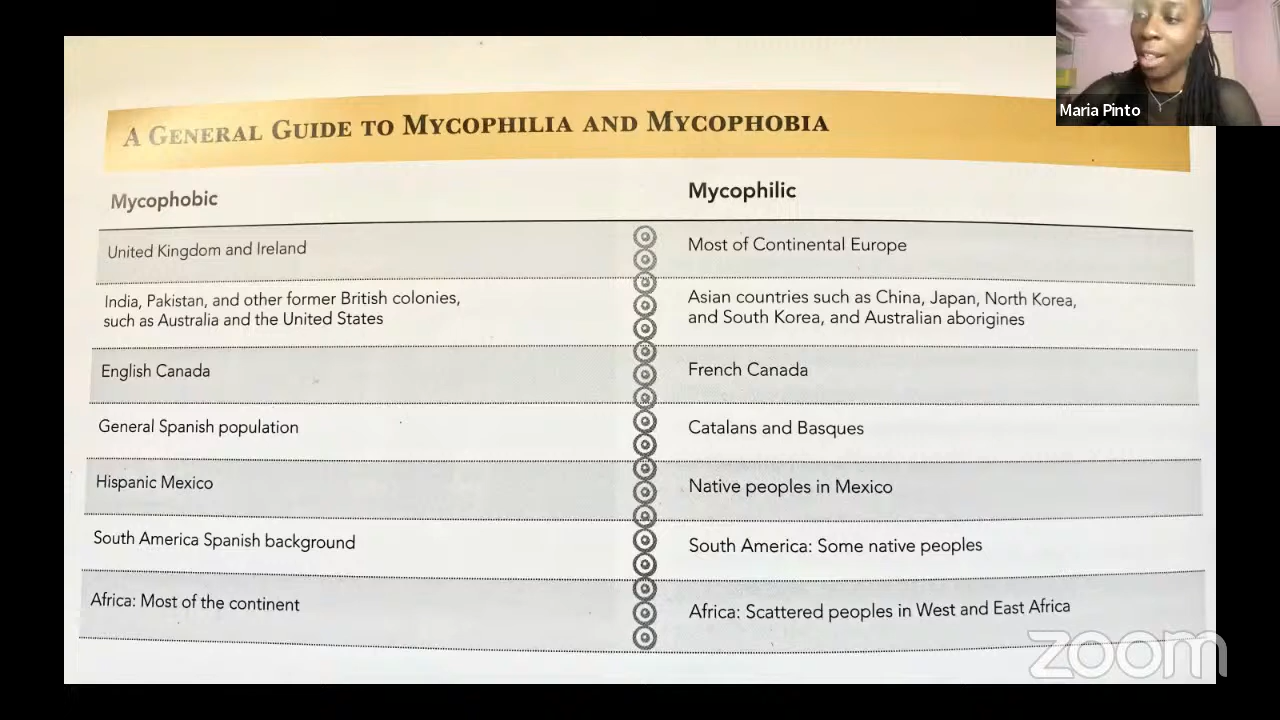 Maria Pinto
A GENERAL GUIDE TO MYCOPHILIA AND MYCOPHOBIA
Mycophobic
Mycophilic
United Kingdom and Ireland
Most of Continental Europe
India, Pakistan, and other former British colonies,
such as Australia and the United States
Asian countries such as China, Japan, North Korea,
and South Korea, and Australian aborigines
English Canada
French Canada
General Spanish population
Catalans and Basques
Hispanic Mexico
Native peoples in Mexico
South America Spanish background
South America: Some native peoples
Africa: Most of the continent
Africa: Scattered peoples in West and East Africa
zoom